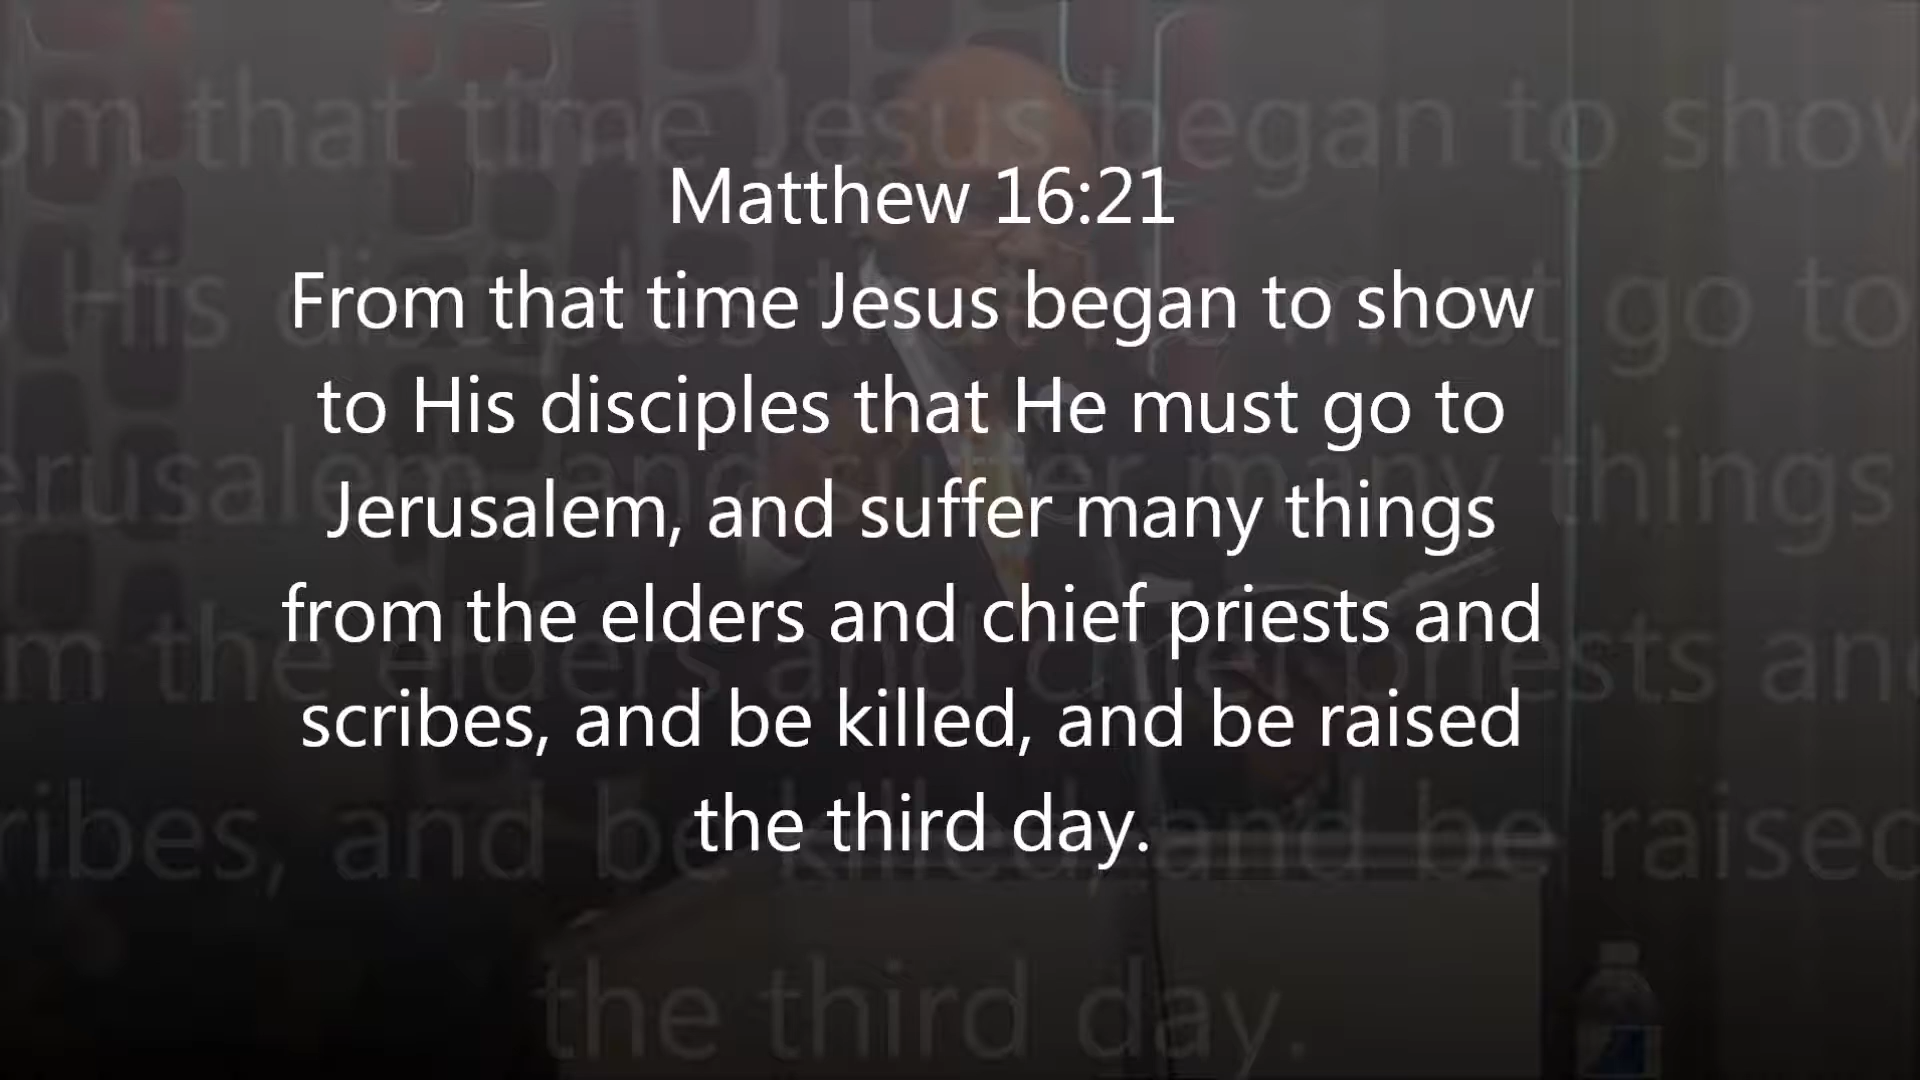 Matthew 16:21
From that time Jesus began to show
to His disciples that He must go to
Jerusalem, and suffer many things
from the elders and chief priests and
scribes, and be killed, and be raised
the third day.